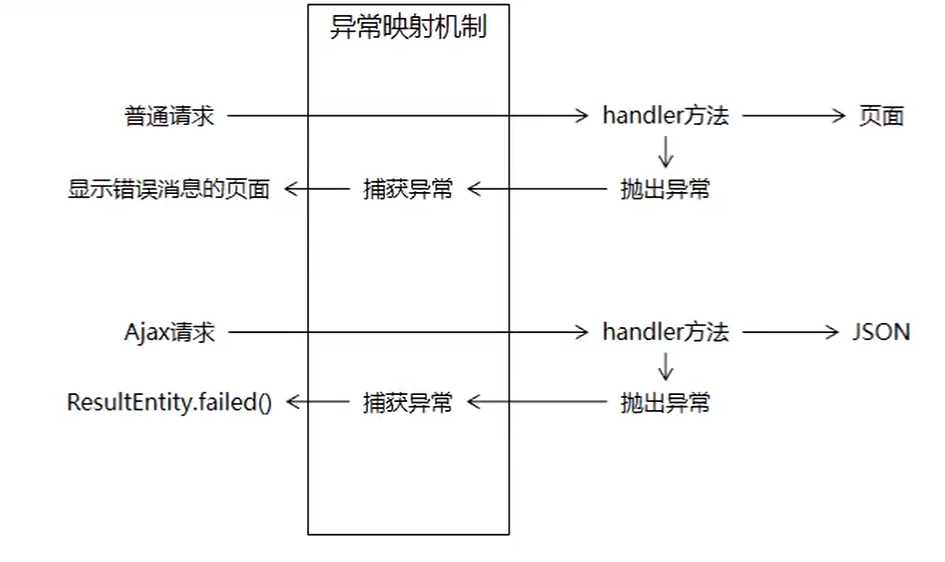 异常映射机制
普通请求 handler方法 页面
显示错误消息的页面 捕获异常 抛出异常
Ajax请求 handler方法 JSON
ResultEntity.failed() 捕获异常 抛出异常